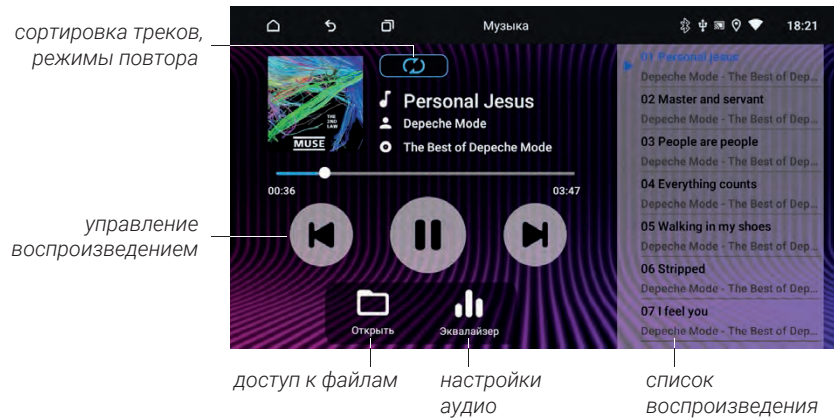 сортировка треков,
режимы повтора
Музыка
18:21
THE
2ND
LAW
MUSE
Personal Jesus
Depeche Mode
The Best of Depeche Mode
00:36
03:47
управление
воспроизведением
Открыть
Эквалайзер
01 Personal jesus
Depeche Mode - The Best of Dep...
02 Master and servant
Depeche Mode - The Best of Dep...
03 People are people
Depeche Mode - The Best of Dep...
04 Everything counts
Depeche Mode - The Best of Dep...
05 Walking in my shoes
Depeche Mode - The Best of Dep...
06 Stripped
Depeche Mode - The Best of Dep...
07 I feel you
Depeche Mode - The Best of Dep...
доступ к файлам
настройки
аудио
список
воспроизведения